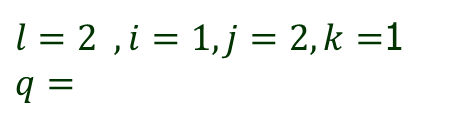 l = 2 , i = 1, j = 2, k =1
q =